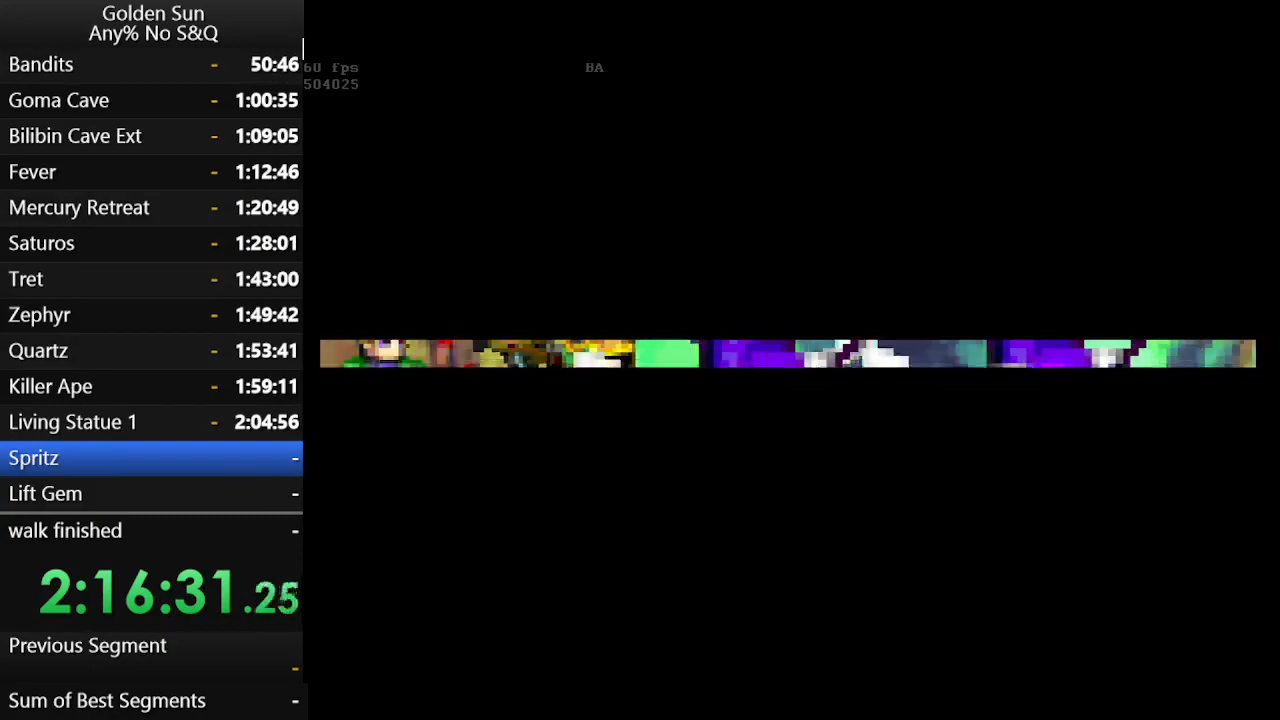 Golden Sun
Any% No S&Q
Bandits - 50:46
Goma Cave - 1:00:35
Bilibin Cave Ext - 1:09:05
Fever - 1:12:46
Mercury Retreat - 1:20:49
Saturos - 1:28:01
Tret - 1:43:00
Zephyr - 1:49:42
Quartz - 1:53:41
Killer Ape - 1:59:11
Living Statue 1 - 2:04:56
Spritz -
Lift Gem -
walk finished -
2:16:31.25
Previous Segment
-
Sum of Best Segments -
60 fps BA
504025